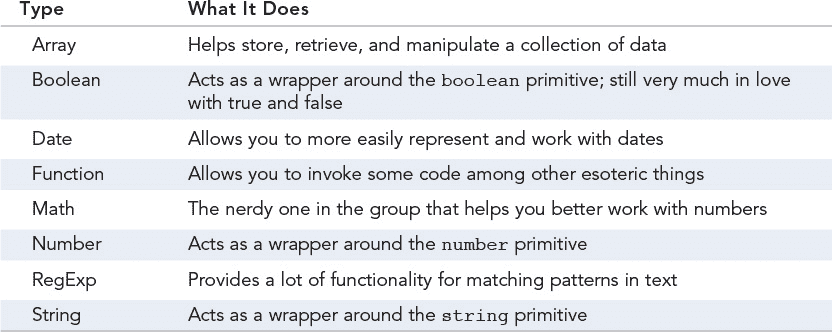 Type What It Does
Array Helps store, retrieve, and manipulate a collection of data
Boolean Acts as a wrapper around the boolean primitive; still very much in love
with true and false
Date Allows you to more easily represent and work with dates
Function Allows you to invoke some code among other esoteric things
Math The nerdy one in the group that helps you better work with numbers
Number Acts as a wrapper around the number primitive
RegExp Provides a lot of functionality for matching patterns in text
String Acts as a wrapper around the string primitive